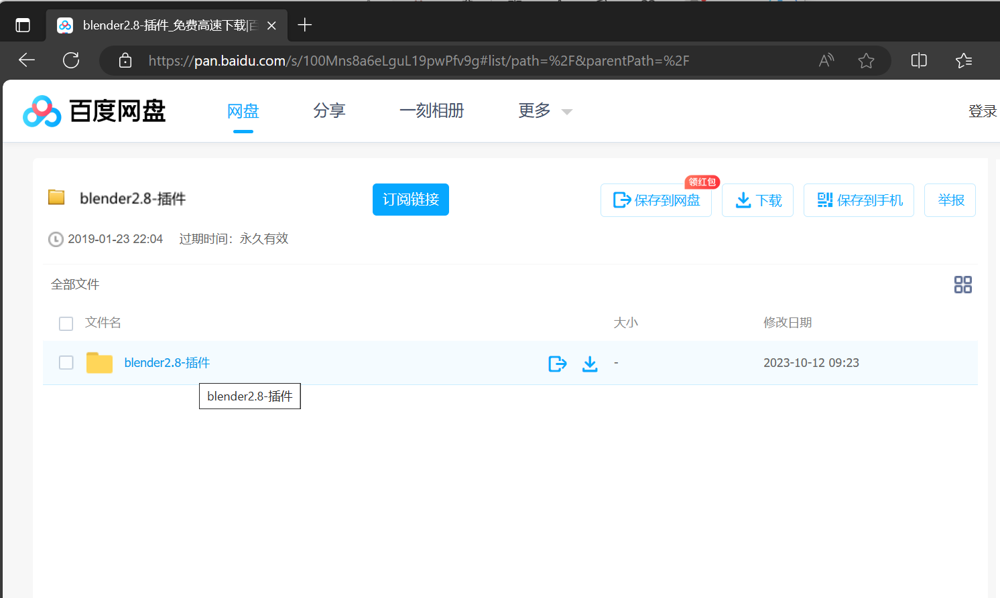 blender2.8-插件_免费高速下载|百
https://pan.baidu.com/s/100Mns8a6eLguL19pwPfv9g#list/path=%2F&parentPath=%2F
百度网盘 网盘 分享 一刻相册 更多 登录
blender2.8-插件 订阅链接 领红包 保存到网盘 下载 保存到手机 举报
2019-01-23 22:04 过期时间：永久有效
全部文件
文件名 大小 修改日期
blender2.8-插件 - 2023-10-12 09:23
blender2.8-插件